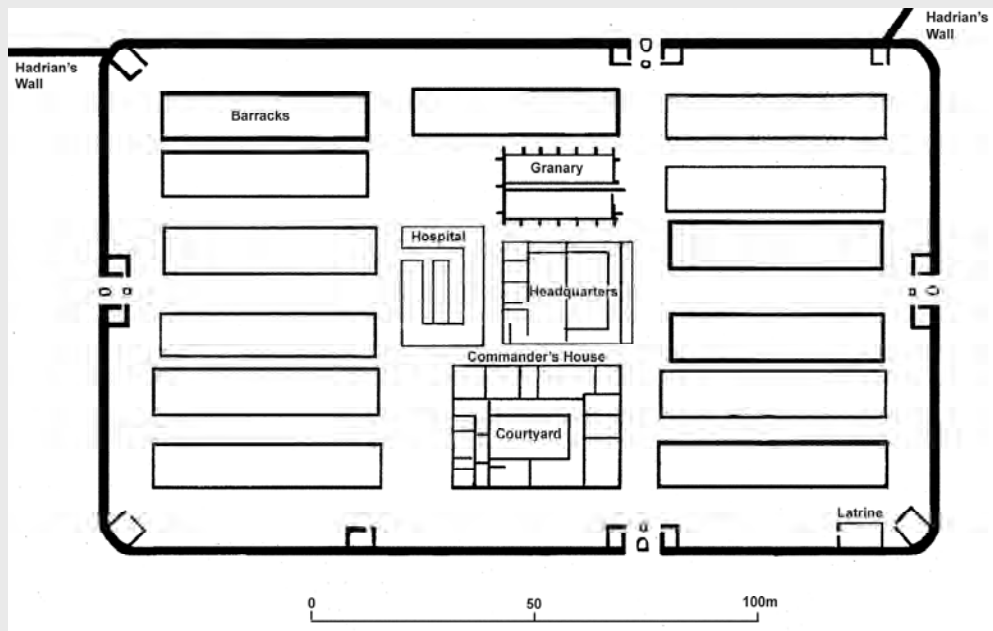 Hadrian's
Wall
Hadrian's
Wall
Barracks
Granary
Hospital
Headquarters
Commander's House
Courtyard
Latrine
0 50 100m